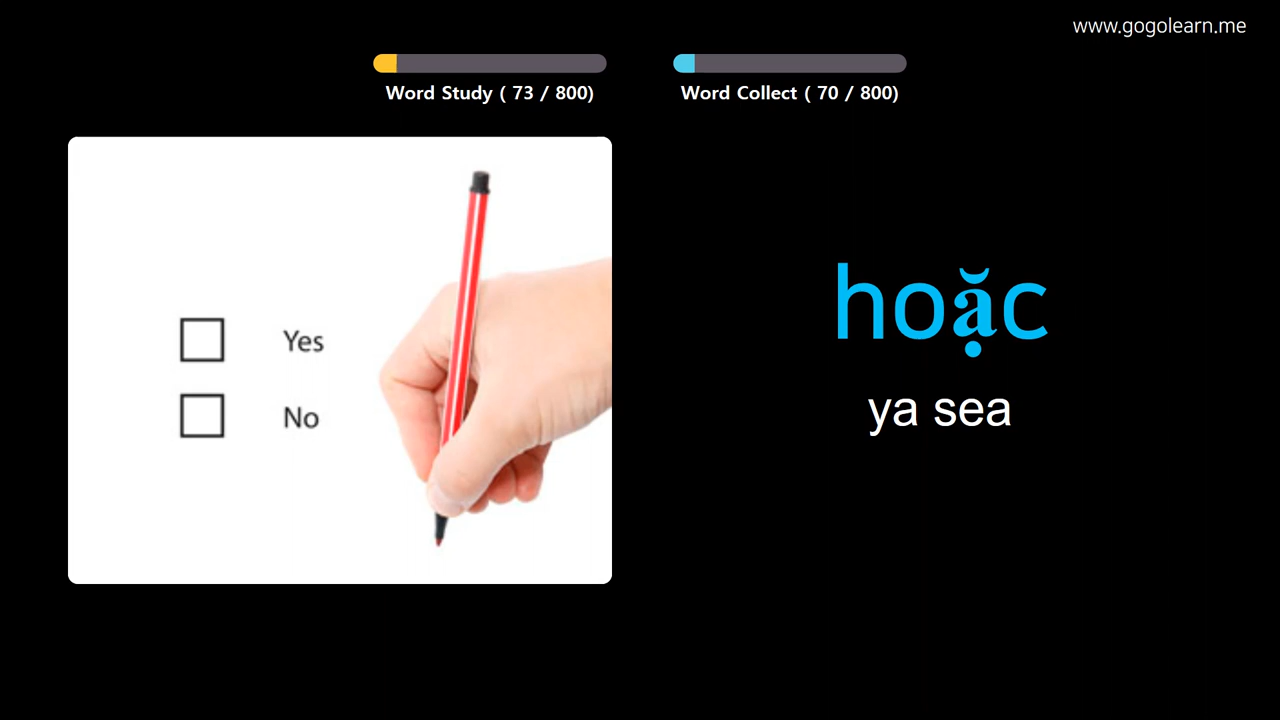 www.gogolearn.me
Word Study ( 73 / 800)
Word Collect ( 70 / 800)
Yes
No
hoặc
ya sea